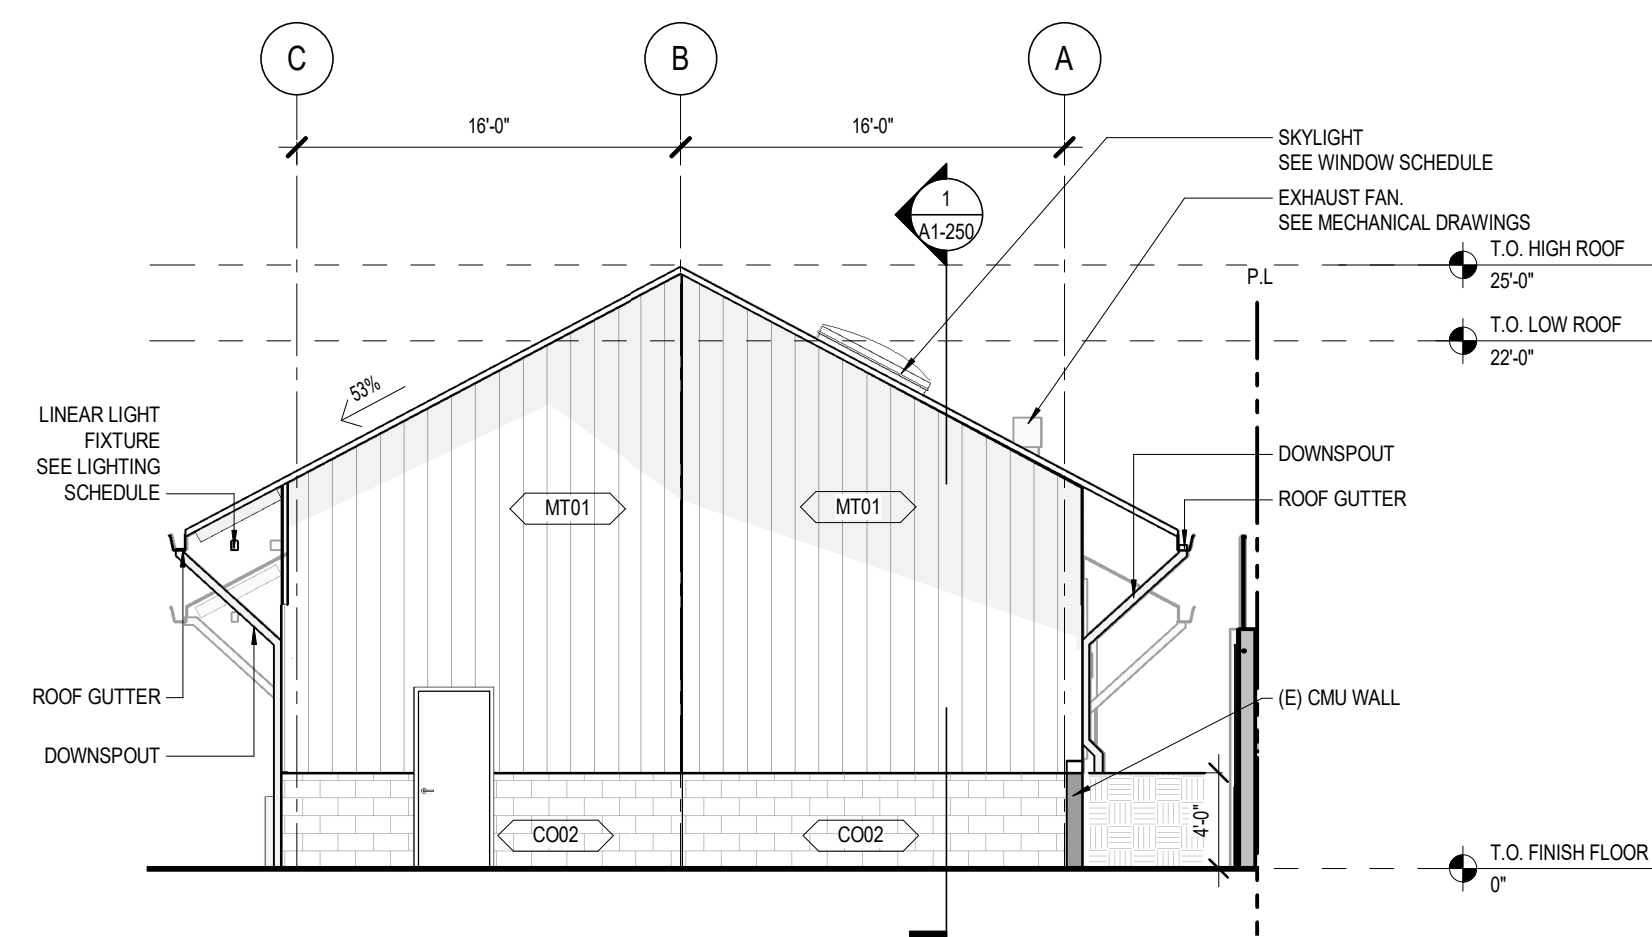 C
B
A
16'-0"
16'-0"
SKYLIGHT
SEE WINDOW SCHEDULE
1
A1-250
EXHAUST FAN.
SEE MECHANICAL DRAWINGS
T.O. HIGH ROOF
25'-0"
P.L
T.O. LOW ROOF
22'-0"
53%
LINEAR LIGHT
FIXTURE
SEE LIGHTING
SCHEDULE
DOWNSPOUT
ROOF GUTTER
MT01
MT01
ROOF GUTTER
(E) CMU WALL
DOWNSPOUT
4'-0"
CO02
CO02
T.O. FINISH FLOOR
0"